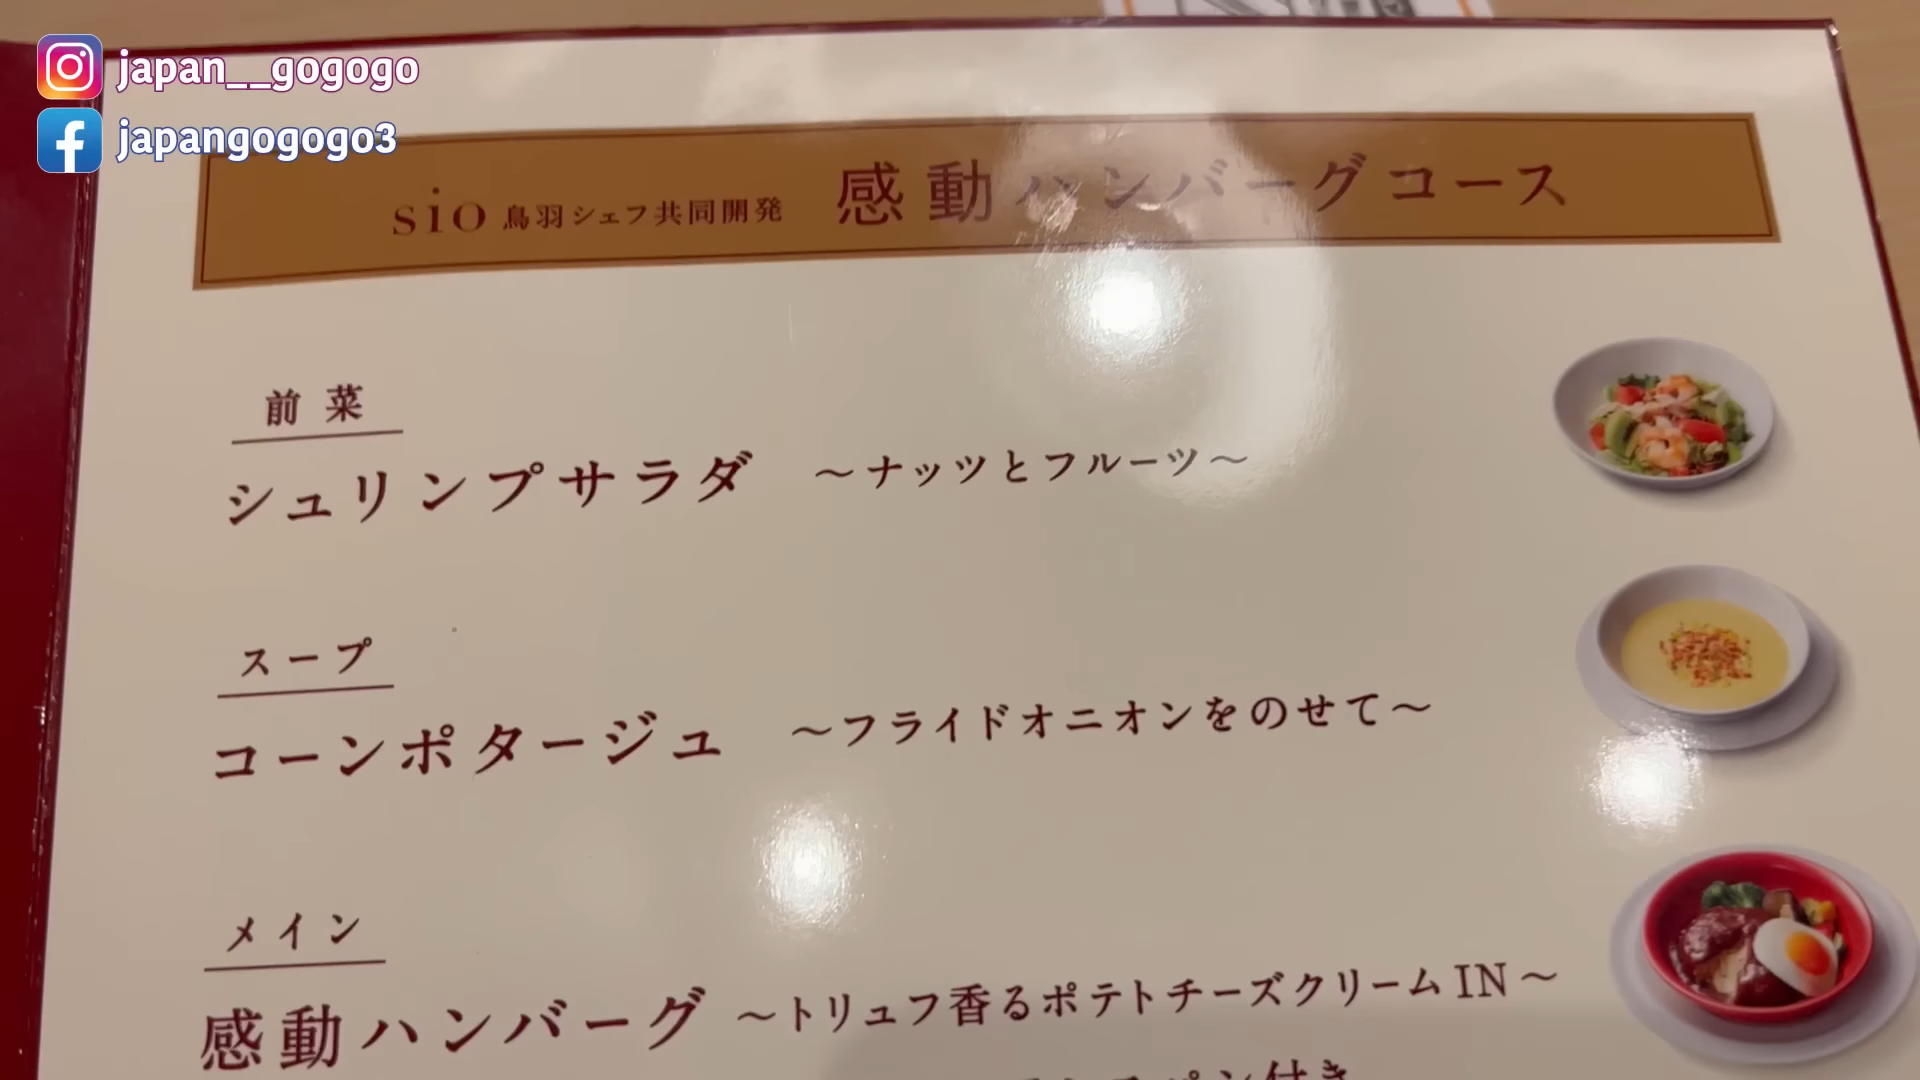 japan__gogogo
japangogogo3
sio 鳥羽シェフ共同開発 感動ハンバーグコース
前菜
シュリンプサラダ ～ナッツとフルーツ～
スープ
コーンポタージュ ～フライドオニオンをのせて～
メイン
感動ハンバーグ ～トリュフ香るポテトチーズクリームIN～
パン付き